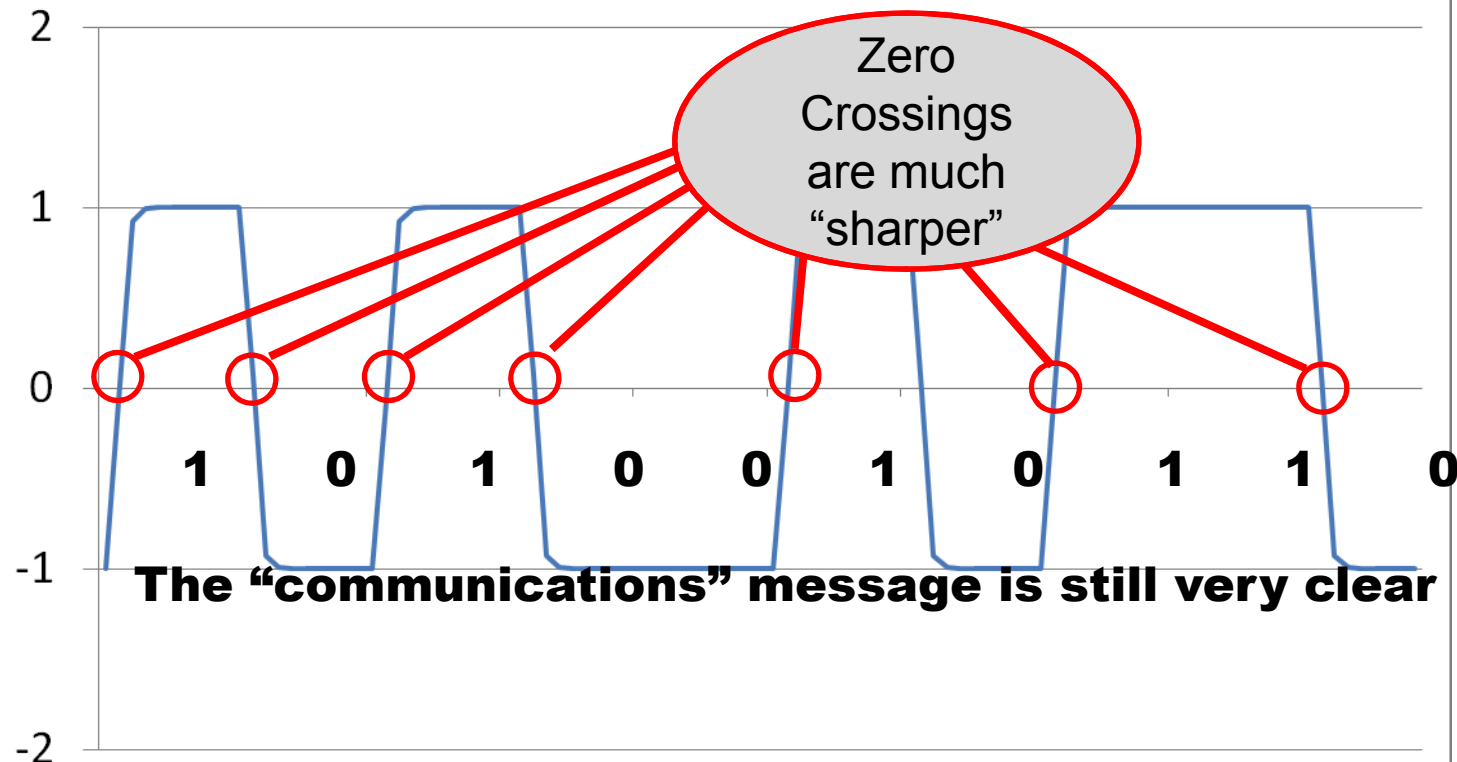 2
Zero
Crossings
are much
“sharper”
1
0
1 0 1 0 0 1 0 1 1 0
-1
The “communications” message is still very clear
-2